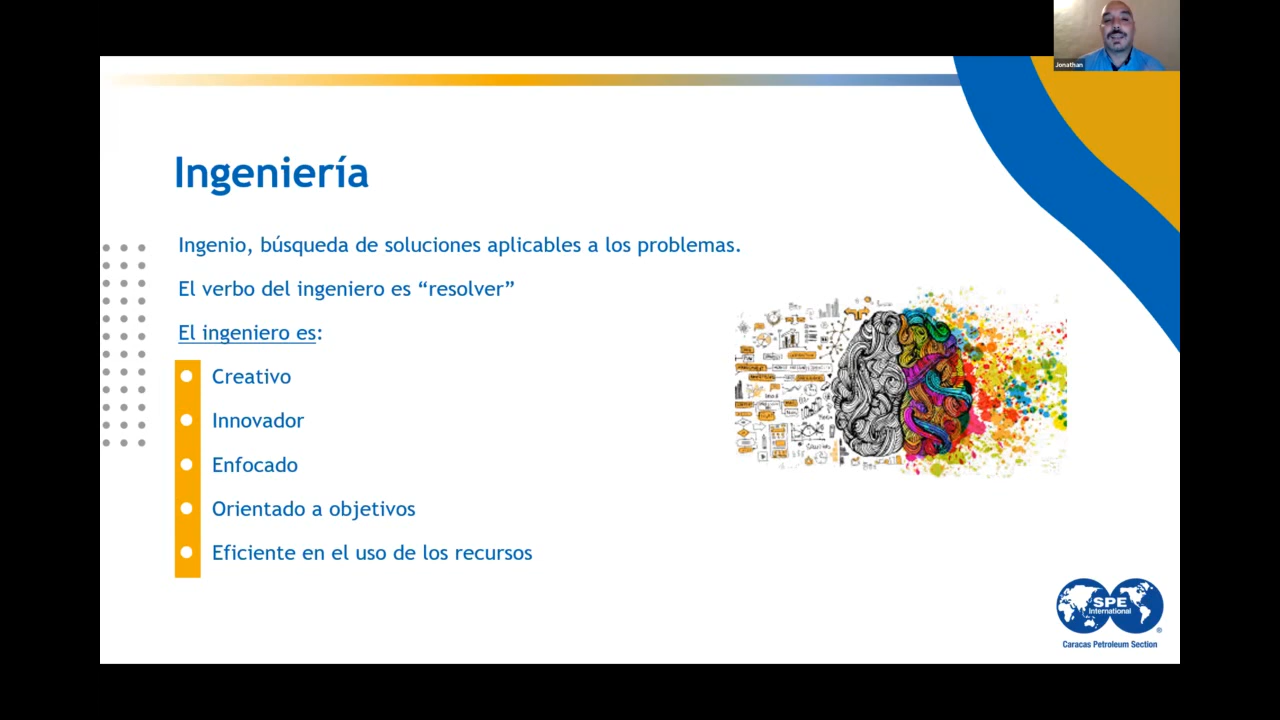 Jonathan
Ingeniería
Ingenio, búsqueda de soluciones aplicables a los problemas.
El verbo del ingeniero es “resolver”
El ingeniero es:
Creativo
Innovador
Enfocado
Orientado a objetivos
Eficiente en el uso de los recursos
SPE
International
®
Caracas Petroleum Section